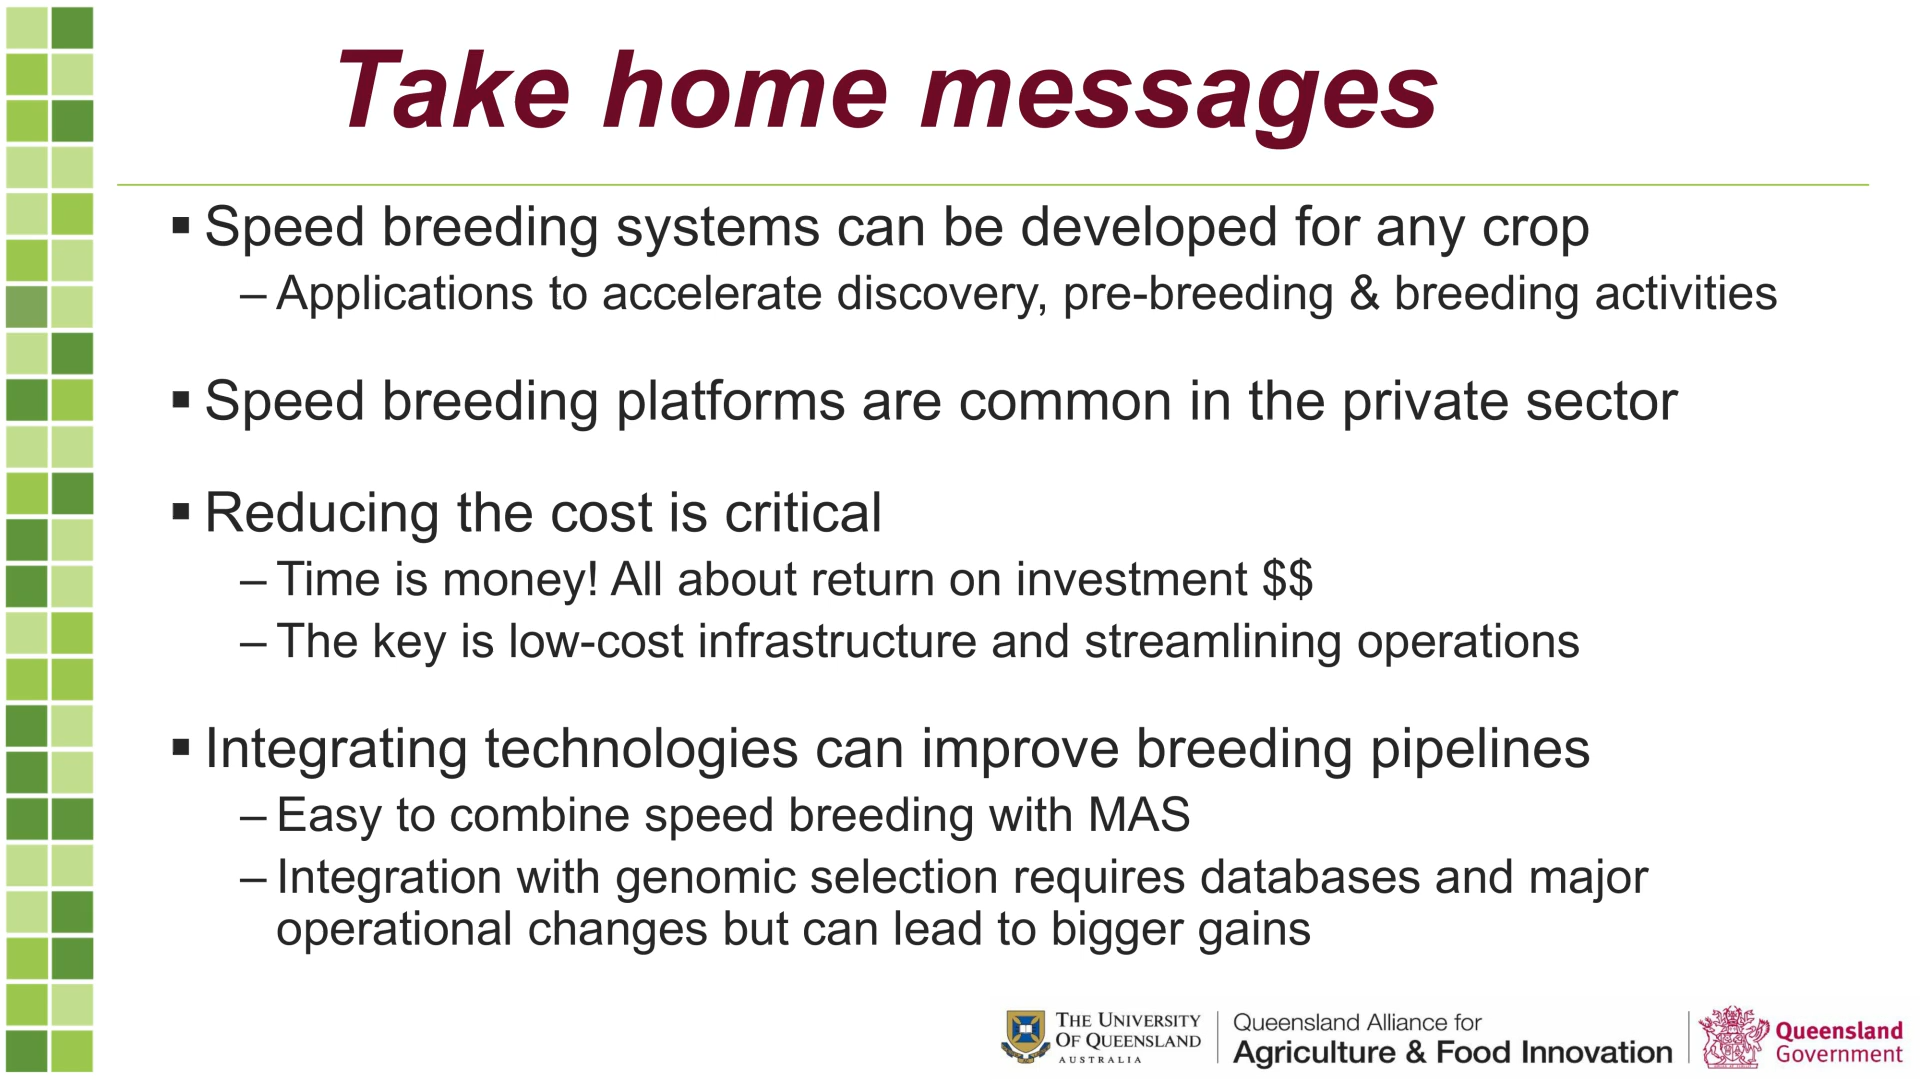 Take home messages
▪ Speed breeding systems can be developed for any crop
– Applications to accelerate discovery, pre-breeding & breeding activities
▪ Speed breeding platforms are common in the private sector
▪ Reducing the cost is critical
– Time is money! All about return on investment $$
– The key is low-cost infrastructure and streamlining operations
▪ Integrating technologies can improve breeding pipelines
– Easy to combine speed breeding with MAS
– Integration with genomic selection requires databases and major
operational changes but can lead to bigger gains
THE UNIVERSITY
OF QUEENSLAND
AUSTRALIA
Queensland Alliance for
Agriculture & Food Innovation
Queensland
Government